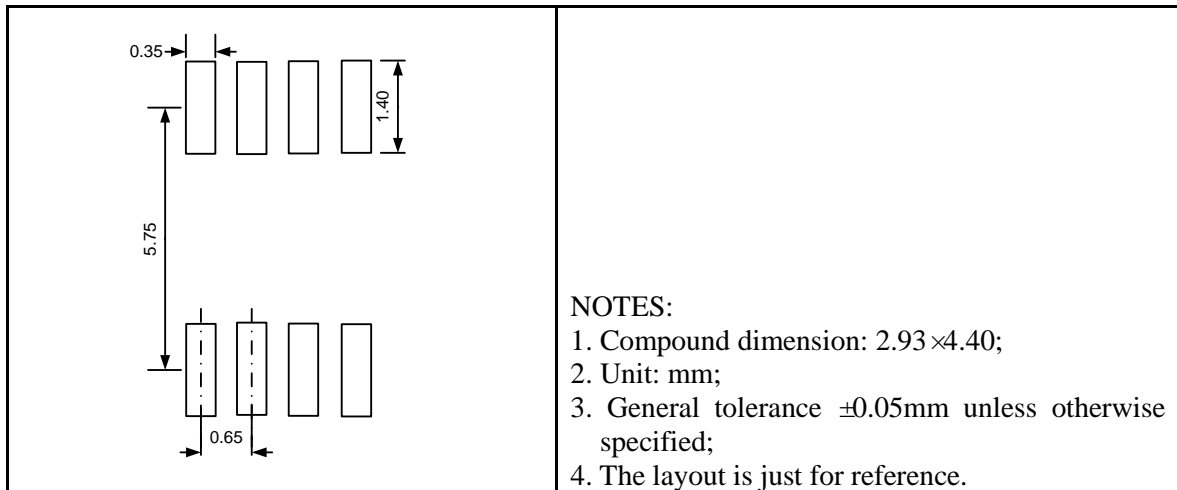 0.35
1.40
5.75
0.65
NOTES:
1. Compound dimension: 2.93×4.40;
2. Unit: mm;
3. General tolerance ±0.05mm unless otherwise
specified;
4. The layout is just for reference.